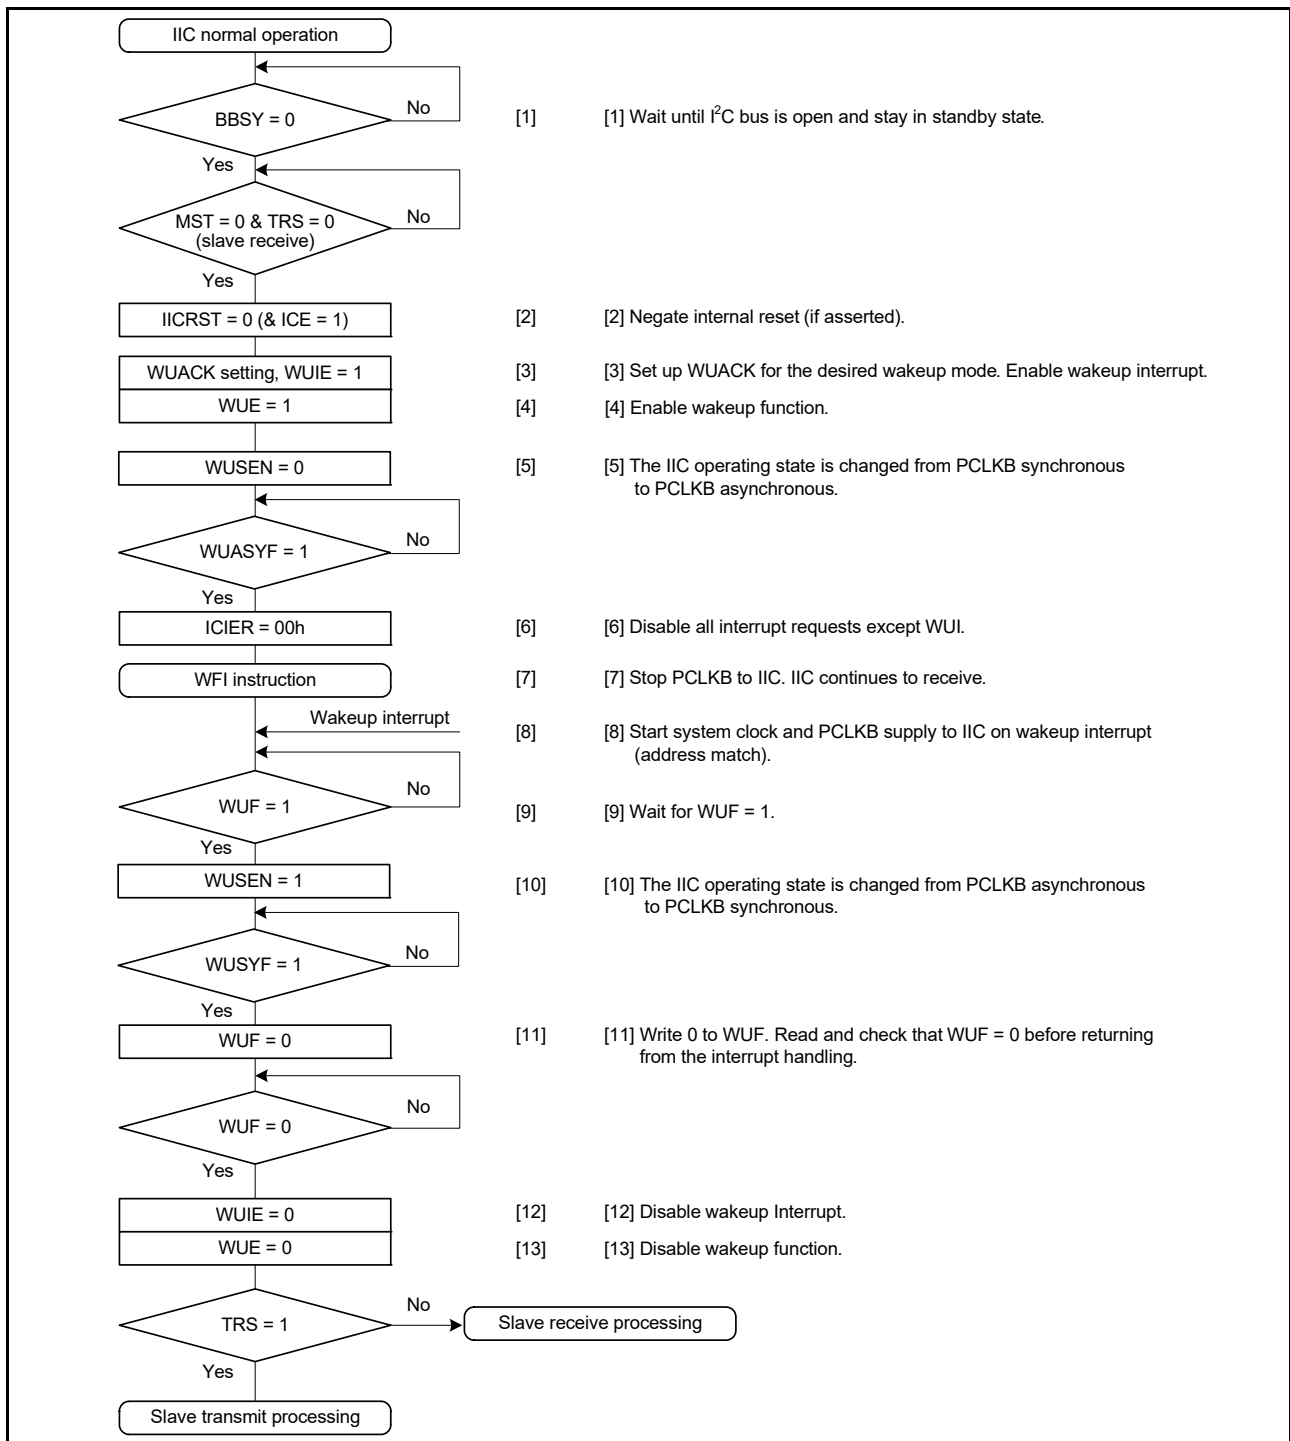 IIC normal operation
No
BBSY = 0
[1] [1] Wait until I²C bus is open and stay in standby state.
Yes
MST = 0 & TRS = 0
(slave receive)
No
Yes
IICRST = 0 (& ICE = 1)
[2] [2] Negate internal reset (if asserted).
WUACK setting, WUIE = 1
[3] [3] Set up WUACK for the desired wakeup mode. Enable wakeup interrupt.
WUE = 1
[4] [4] Enable wakeup function.
WUSEN = 0
[5] [5] The IIC operating state is changed from PCLKB synchronous
to PCLKB asynchronous.
No
WUASYF = 1
Yes
ICIER = 00h
[6] [6] Disable all interrupt requests except WUI.
WFI instruction
[7] [7] Stop PCLKB to IIC. IIC continues to receive.
Wakeup interrupt
[8] [8] Start system clock and PCLKB supply to IIC on wakeup interrupt
(address match).
No
WUF = 1
[9] [9] Wait for WUF = 1.
Yes
WUSEN = 1
[10] [10] The IIC operating state is changed from PCLKB asynchronous
to PCLKB synchronous.
No
WUSYF = 1
Yes
WUF = 0
[11] [11] Write 0 to WUF. Read and check that WUF = 0 before returning
from the interrupt handling.
No
WUF = 0
Yes
WUIE = 0
[12] [12] Disable wakeup Interrupt.
WUE = 0
[13] [13] Disable wakeup function.
No
TRS = 1
Slave receive processing
Yes
Slave transmit processing